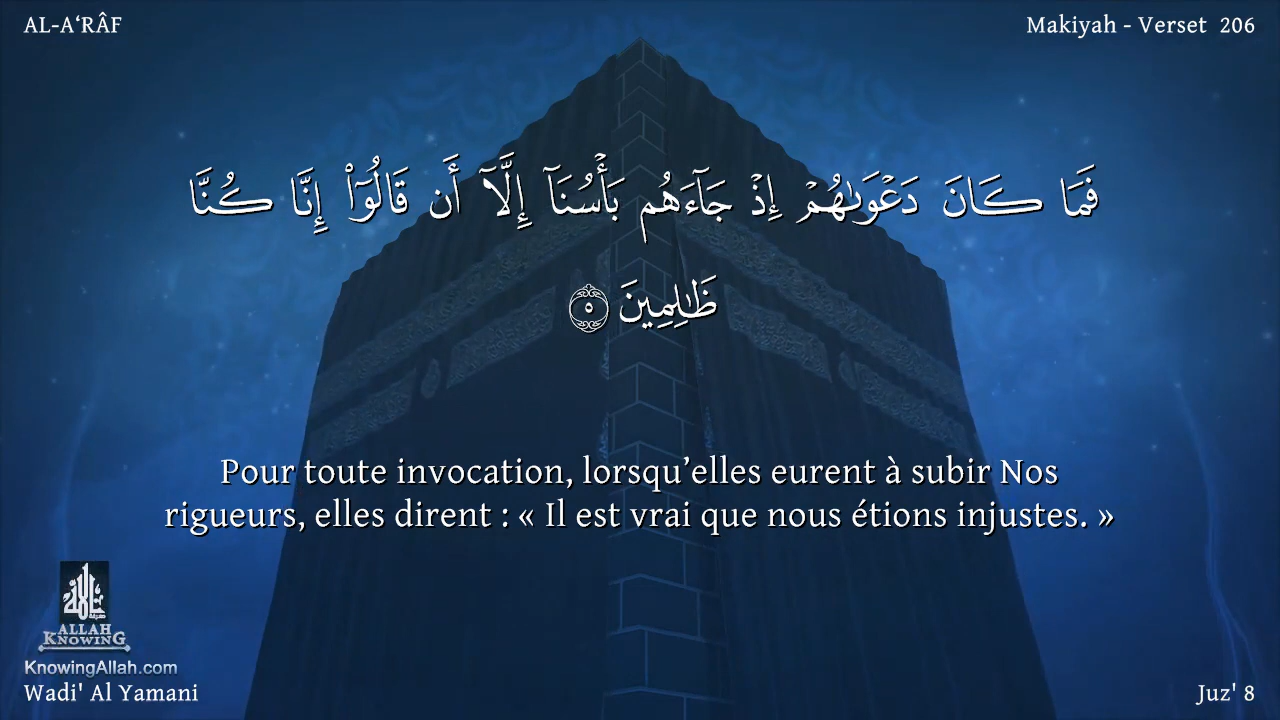 AL-A‘RÂF
Makiyah - Verset 206
فَمَا كَانَ دَعْوَىٰهُمْ إِذْ جَآءَهُم بَأْسُنَآ إِلَّآ أَن قَالُوٓا۟ إِنَّا كُنَّا
ظَـٰلِمِينَ ٥
Pour toute invocation, lorsqu’elles eurent à subir Nos
rigueurs, elles dirent : « Il est vrai que nous étions injustes. »
ALLAH
KNOWING
KnowingAllah.com
Wadi' Al Yamani
Juz' 8